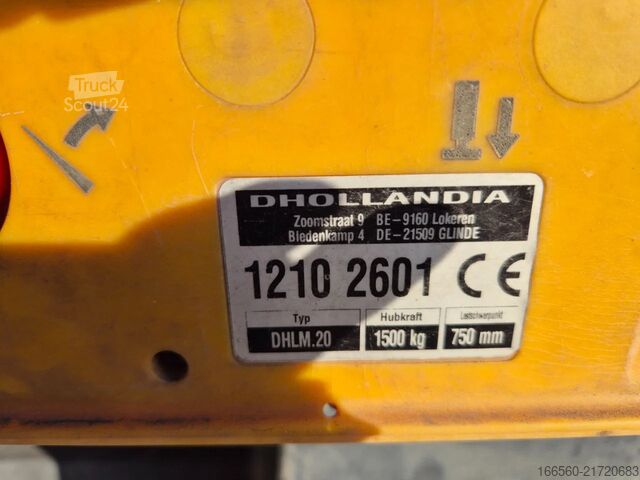 Truck
Scout24
DHOLLANDIA
Zoomstraat 9 BE-9160 Lokeren
Biedenkamp 4 DE-21509 GLINDE
1210 2601 CE
Typ Hubkraft Lastschwerpunkt
DHLM.20 1500 kg 750 mm
166560-21720683